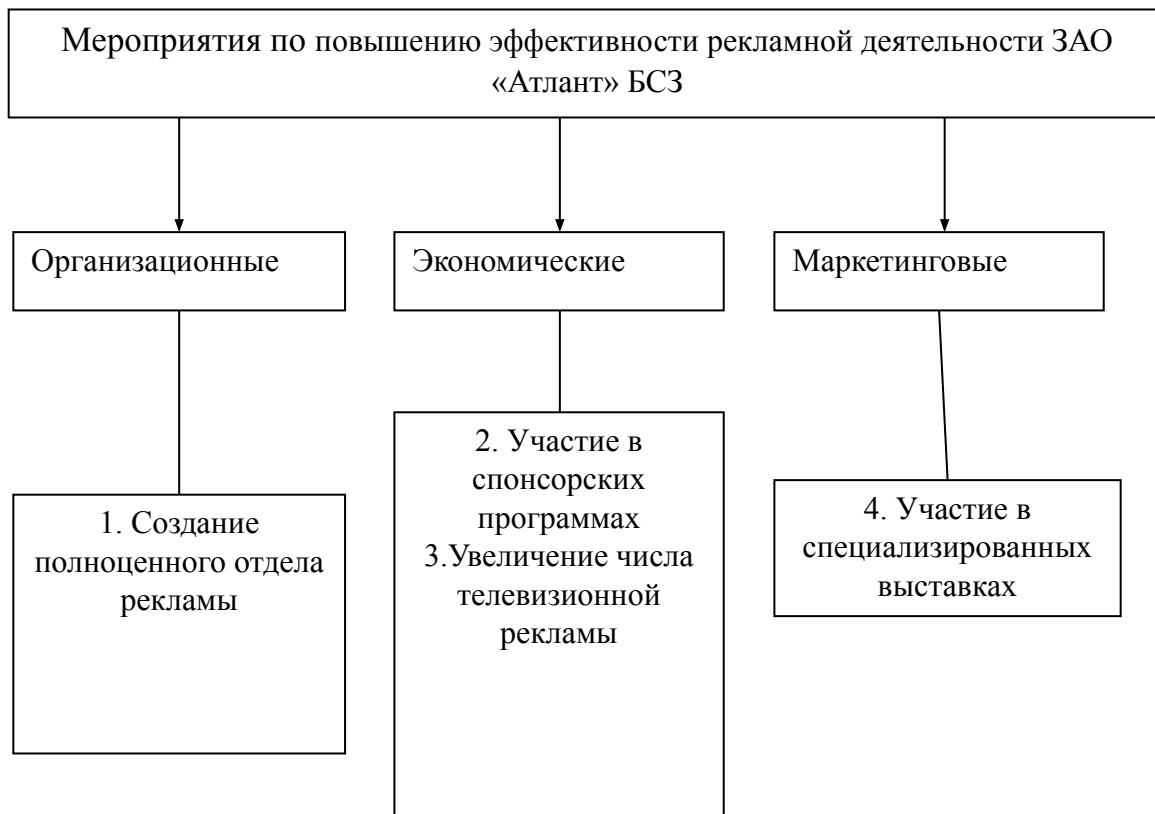 Мероприятия по повышению эффективности рекламной деятельности ЗАО
«Атлант» БСЗ
Организационные
Экономические
Маркетинговые
1. Создание
полноценного отдела
рекламы
2. Участие в
спонсорских
программах
3.Увеличение числа
телевизионной
рекламы
4. Участие в
специализированных
выставках